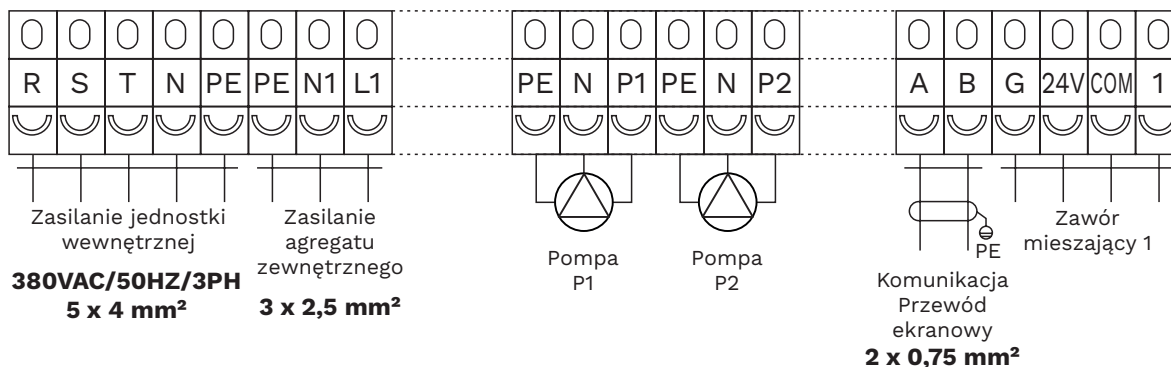 R S T N PE PE N1 L1
PE N P1 PE N P2
A B G 24V COM 1
Zasilanie jednostki
wewnętrznej
380VAC/50HZ/3PH
5 x 4 mm²
Zasilanie
agregatu
zewnętrznego
3 x 2,5 mm²
Pompa
P1
Pompa
P2
PE
Komunikacja
Przewód
ekranowy
2 x 0,75 mm²
Zawór
mieszający 1